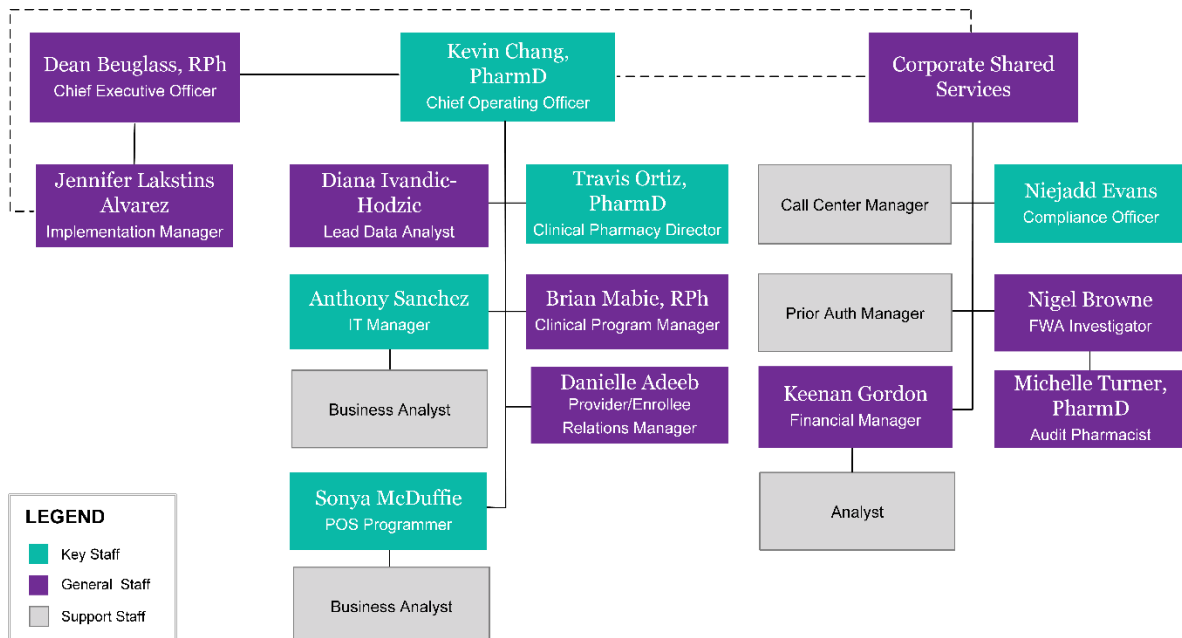 Dean Beuglass, RPh
Chief Executive Officer
Kevin Chang,
PharmD
Chief Operating Officer
Corporate Shared
Services
Jennifer Lakstins
Alvarez
Implementation Manager
Diana Ivandic-
Hodzic
Lead Data Analyst
Travis Ortiz,
PharmD
Clinical Pharmacy Director
Call Center Manager
Niejadd Evans
Compliance Officer
Anthony Sanchez
IT Manager
Brian Mabie, RPh
Clinical Program Manager
Prior Auth Manager
Nigel Browne
FWA Investigator
Business Analyst
Danielle Adeeb
Provider/Enrollee
Relations Manager
Keenan Gordon
Financial Manager
Michelle Turner,
PharmD
Audit Pharmacist
Sonya McDuffie
POS Programmer
Analyst
Business Analyst
LEGEND
Key Staff
General Staff
Support Staff